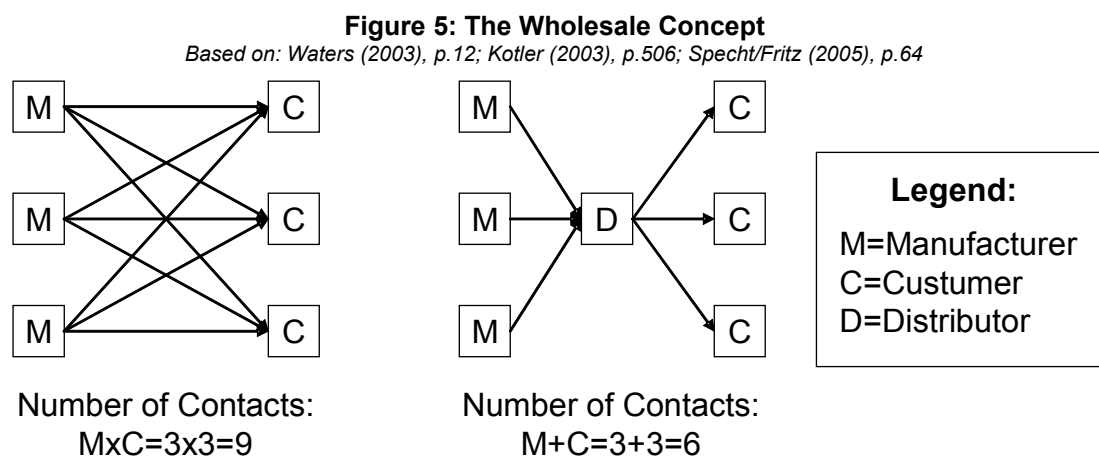 Figure 5: The Wholesale Concept
Based on: Waters (2003), p.12; Kotler (2003), p.506; Specht/Fritz (2005), p.64
M
C
M
C
M
C
M
C
M
D
C
M
C
Number of Contacts:
MxC=3x3=9
Number of Contacts:
M+C=3+3=6
Legend:
M=Manufacturer
C=Custumer
D=Distributor